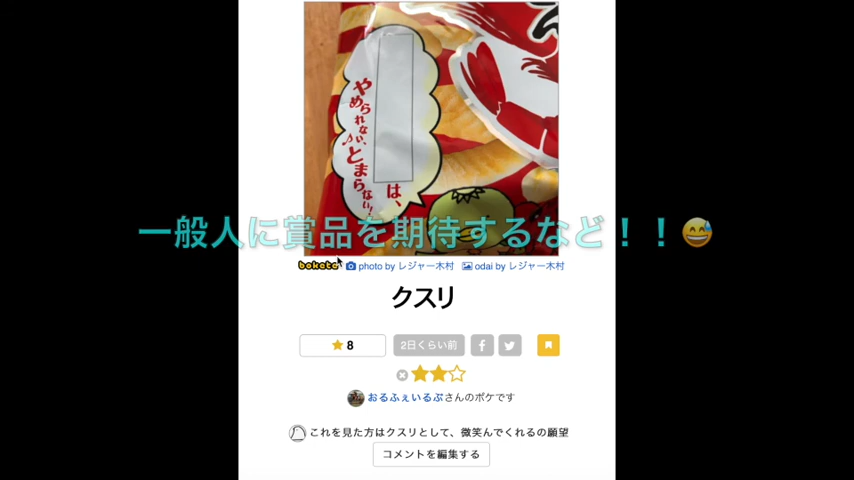 は、
やめられない、
とまらない！
一般人に賞品を期待するなど！！😅
bokete photo by レジャー木村 odai by レジャー木村
クスリ
8 2日くらい前
おるふぇいるぶさんのボケです
これを見た方はクスリとして、微笑んでくれるの願望
コメントを編集する